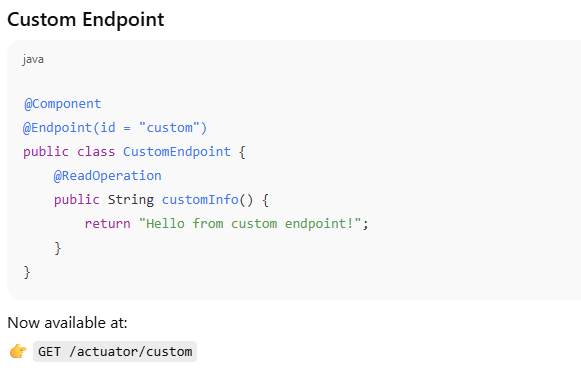 Custom Endpoint
java
@Component
@Endpoint(id = "custom")
public class CustomEndpoint {
    @ReadOperation
    public String customInfo() {
        return "Hello from custom endpoint!";
    }
}
Now available at:
👉 GET /actuator/custom